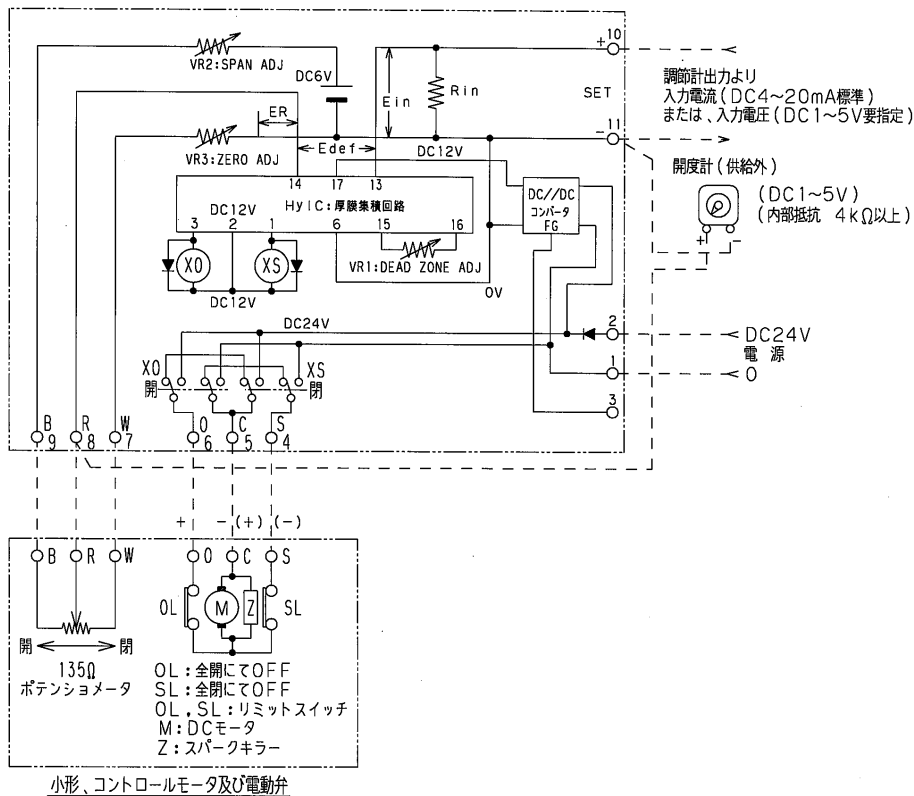 VR2:SPAN ADJ
DC6V
Ein
Rin
+ 10
SET
調節計出力より
入力電流(DC4~20mA標準)
または、入力電圧(DC1~5V要指定)
ER
VR3:ZERO ADJ
Edef
DC12V
- 11
開度計(供給外)
(DC1~5V)
(内部抵抗 4kΩ以上)
+ -
14 17 13
HyIC:厚膜集積回路
DC12V
3 2 1 6 15 16
DC//DC
コンバータ
FG
XO
XS
VR1:DEAD ZONE ADJ
DC12V
0V
DC24V
2
DC24V
電 源
1
0
3
XO
開
XS
閉
B R W O C S
9 8 7 6 5 4
+ - (+) (-)
B R W O C S
OL M Z SL
開 閉
135Ω
ポテンショメータ
OL:全開にてOFF
SL:全閉にてOFF
OL,SL:リミットスイッチ
M:DCモータ
Z:スパークキラー
小形、コントロールモータ及び電動弁